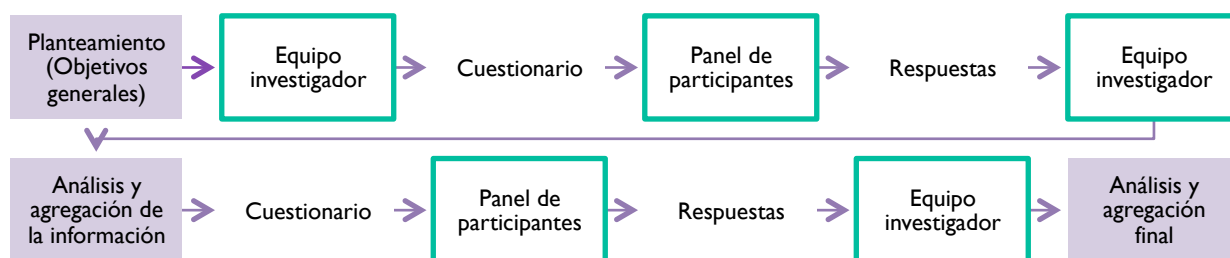 Planteamiento
(Objetivos
generales)
Equipo
investigador
Cuestionario
Panel de
participantes
Respuestas
Equipo
investigador
Análisis y
agregación de
la información
Cuestionario
Panel de
participantes
Respuestas
Equipo
investigador
Análisis y
agregación
final